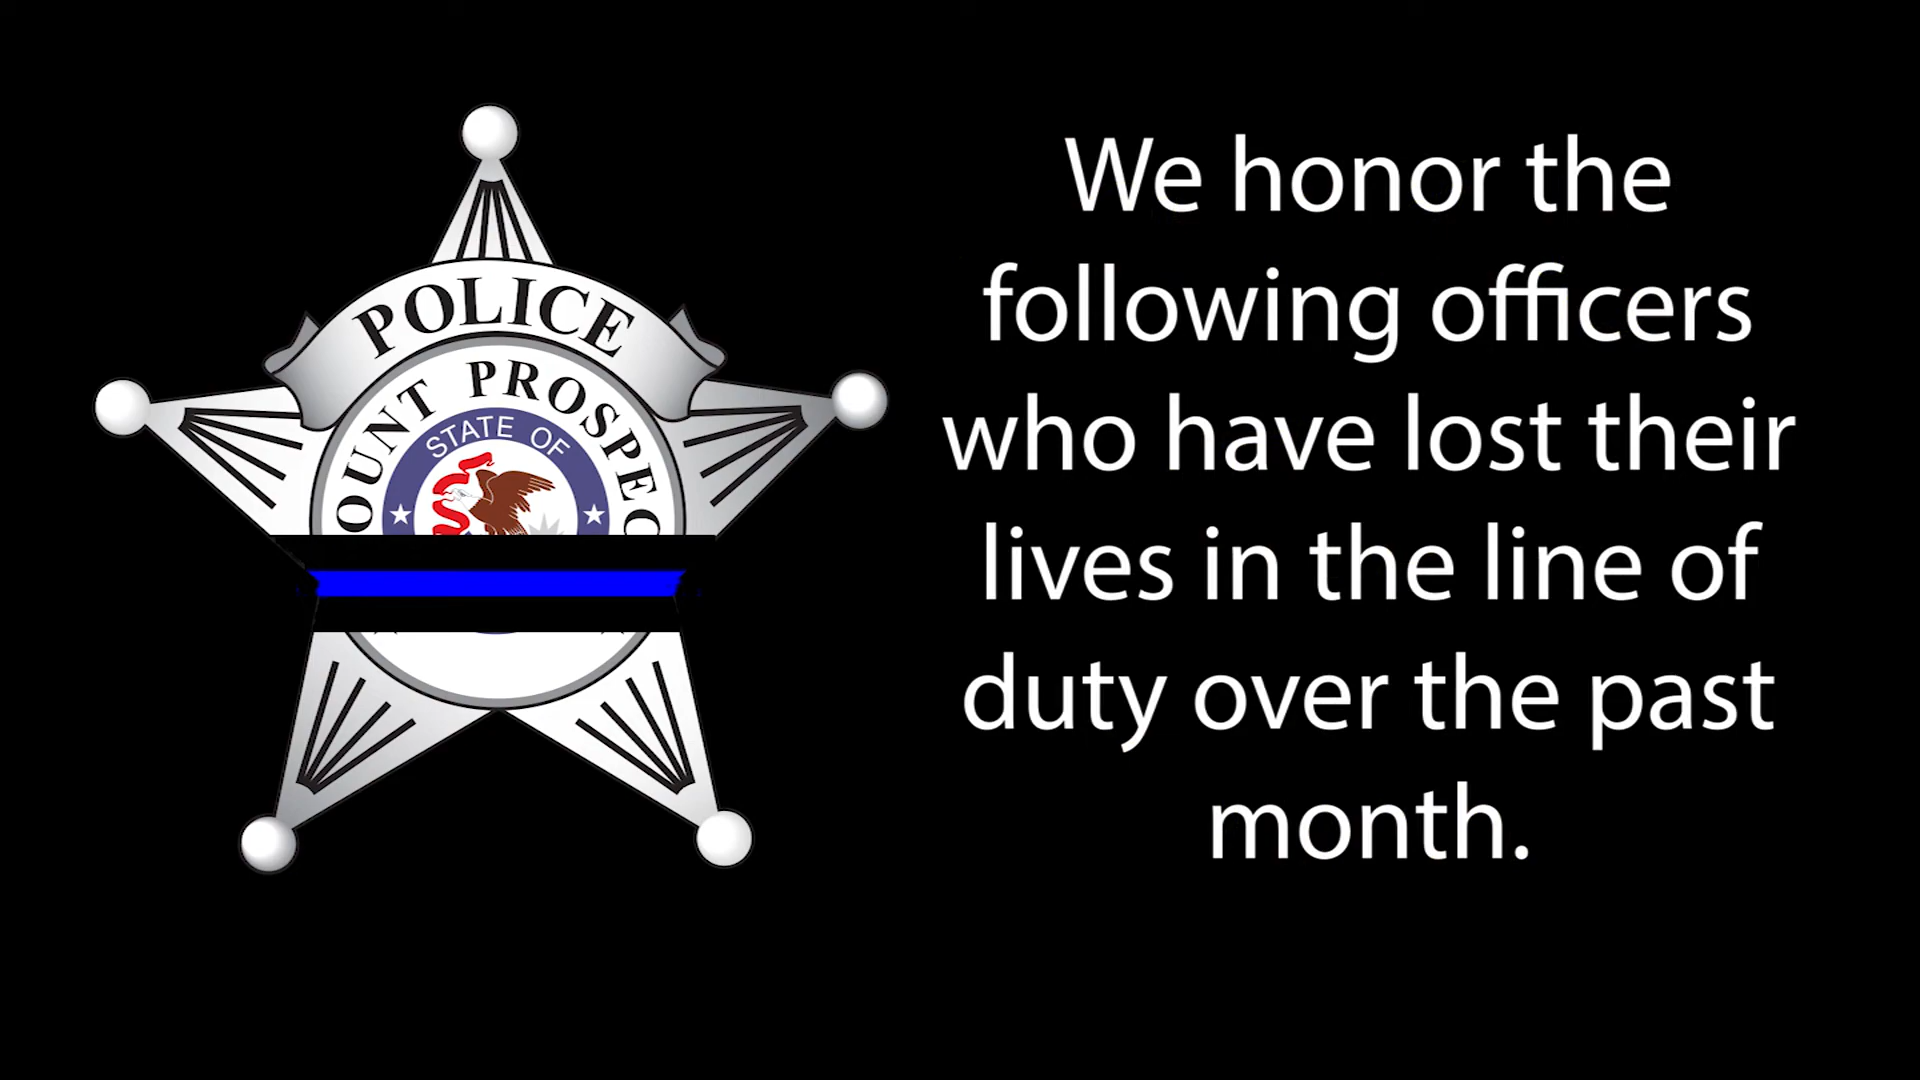 POLICE
OUNT PROSPEC
STATE OF
We honor the
following officers
who have lost their
lives in the line of
duty over the past
month.